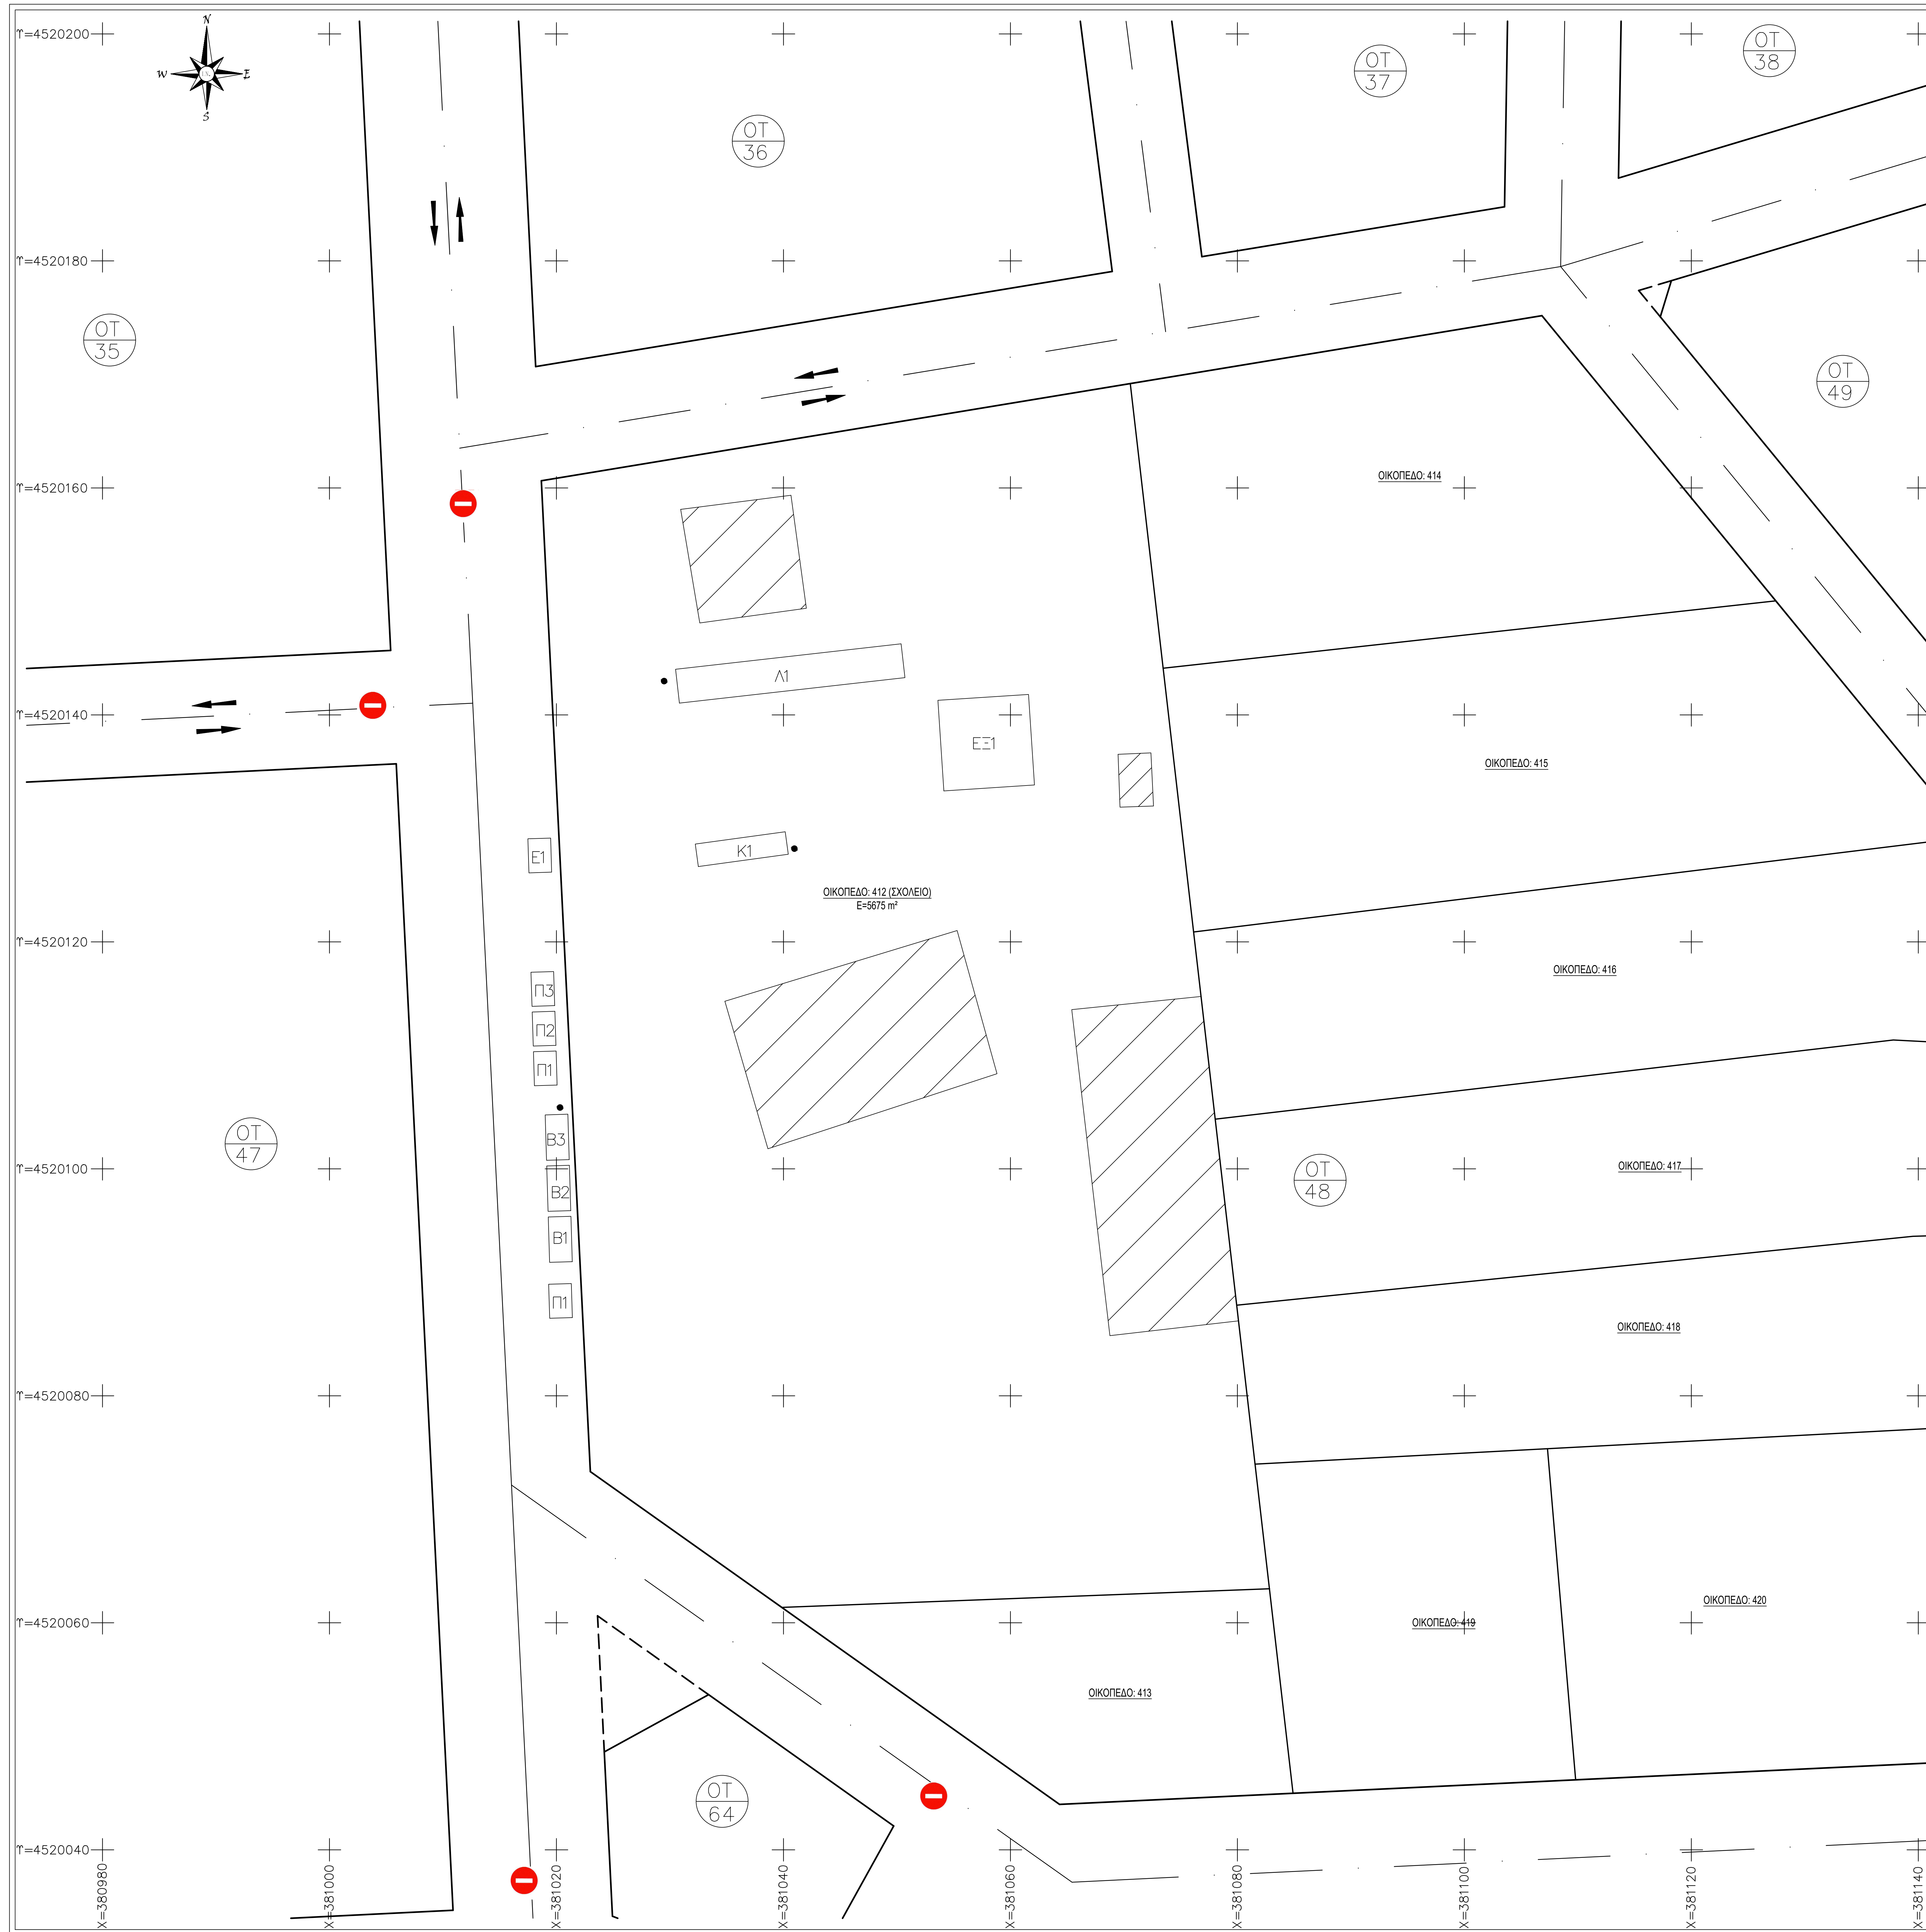 N
W
E
S
Υ=4520200
Υ=4520180
Υ=4520160
Υ=4520140
Υ=4520120
Υ=4520100
Υ=4520080
Υ=4520060
Υ=4520040
ΟΤ
38
ΟΤ
37
ΟΤ
36
ΟΤ
35
ΟΤ
49
ΟΙΚΟΠΕΔΟ: 414
Λ1
ΕΞ1
ΟΙΚΟΠΕΔΟ: 415
Ε1
Κ1
ΟΙΚΟΠΕΔΟ: 412 (ΣΧΟΛΕΙΟ)
Ε=5675 m²
ΟΙΚΟΠΕΔΟ: 416
Π3
Π2
Π1
Β3
Β2
Β1
Π1
ΟΤ
47
ΟΤ
48
ΟΙΚΟΠΕΔΟ: 417
ΟΙΚΟΠΕΔΟ: 418
ΟΙΚΟΠΕΔΟ: 420
ΟΙΚΟΠΕΔΟ: 419
ΟΙΚΟΠΕΔΟ: 413
ΟΤ
64
Χ=380980
Χ=381000
Χ=381020
Χ=381040
Χ=381060
Χ=381080
Χ=381100
Χ=381120
Χ=381140